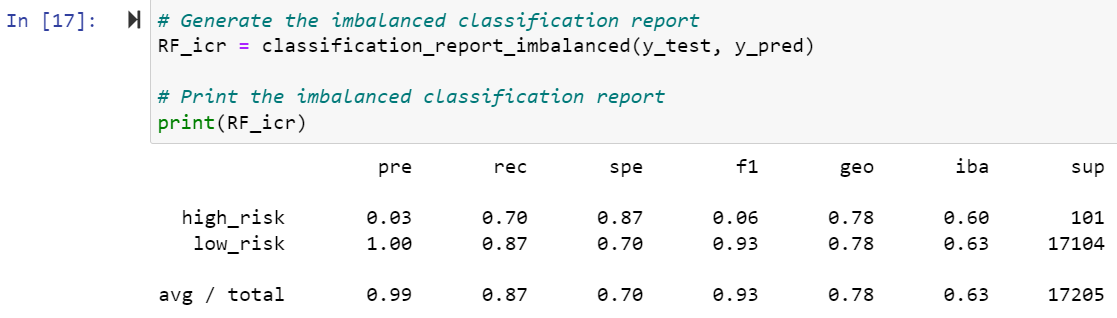 In [17]:
# Generate the imbalanced classification report
RF_icr = classification_report_imbalanced(y_test, y_pred)
# Print the imbalanced classification report
print(RF_icr)
pre rec spe f1 geo iba sup
high_risk 0.03 0.70 0.87 0.06 0.78 0.60 101
low_risk 1.00 0.87 0.70 0.93 0.78 0.63 17104
avg / total 0.99 0.87 0.70 0.93 0.78 0.63 17205